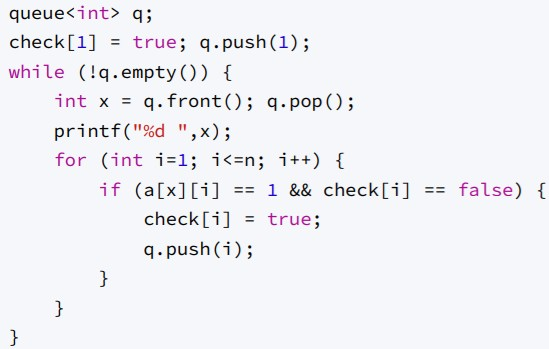 queue<int> q;
check[1] = true; q.push(1);
while (!q.empty()) {
    int x = q.front(); q.pop();
    printf("%d ",x);
    for (int i=1; i<=n; i++) {
        if (a[x][i] == 1 && check[i] == false) {
            check[i] = true;
            q.push(i);
        }
    }
}